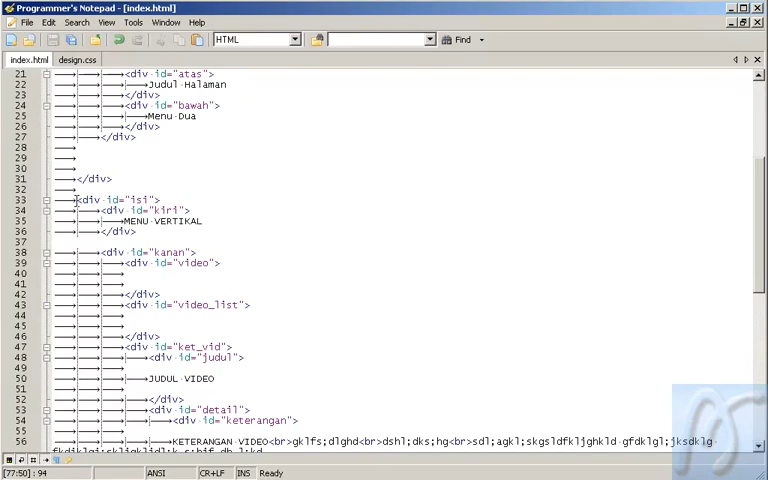 Programmer's Notepad - [index.html]
File Edit Search View Tools Window Help
HTML Find
index.html design.css
21 <div id="atas">
22 Judul Halaman
23 </div>
24 <div id="bawah">
25 Menu Dua
26 </div>
27 </div>
28
29
30
31 </div>
32
33 <div id="isi">
34 <div id="kiri">
35 MENU VERTIKAL
36 </div>
37
38 <div id="kanan">
39 <div id="video">
40
41
42 </div>
43 <div id="video_list">
44
45
46 </div>
47 <div id="ket_vid">
48 <div id="judul">
49
50 JUDUL VIDEO
51
52 </div>
53 <div id="detail">
54 <div id="keterangan">
55
56 KETERANGAN VIDEO<br>gklfs;dlghd<br>dshl;dks;hg<br>sdl;agkl;skgsldfkljghkld gfdklgl;jksdklg
[77:50] : 94 ANSI CR+LF INS Ready